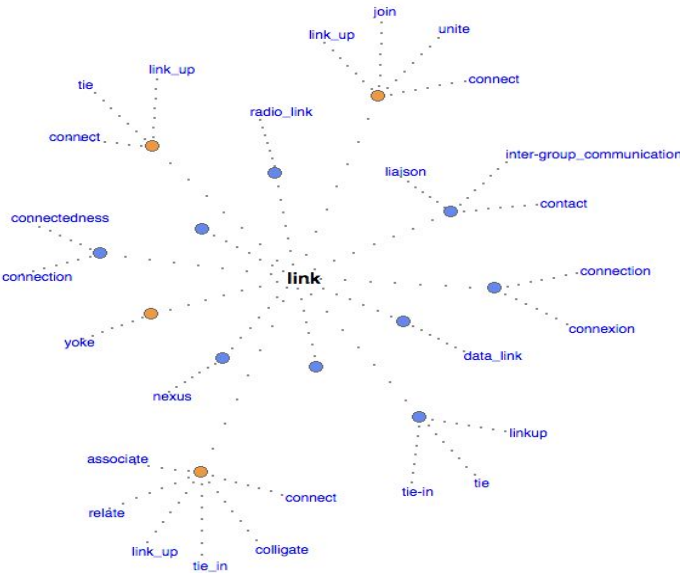 join
link_up
unite
link_up
connect
tie
radio_link
connect
inter-group_communication
liaison
contact
connectedness
connection
connection
link
connexion
yoke
data_link
nexus
linkup
associate
tie
tie-in
connect
relate
link_up
colligate
tie_in